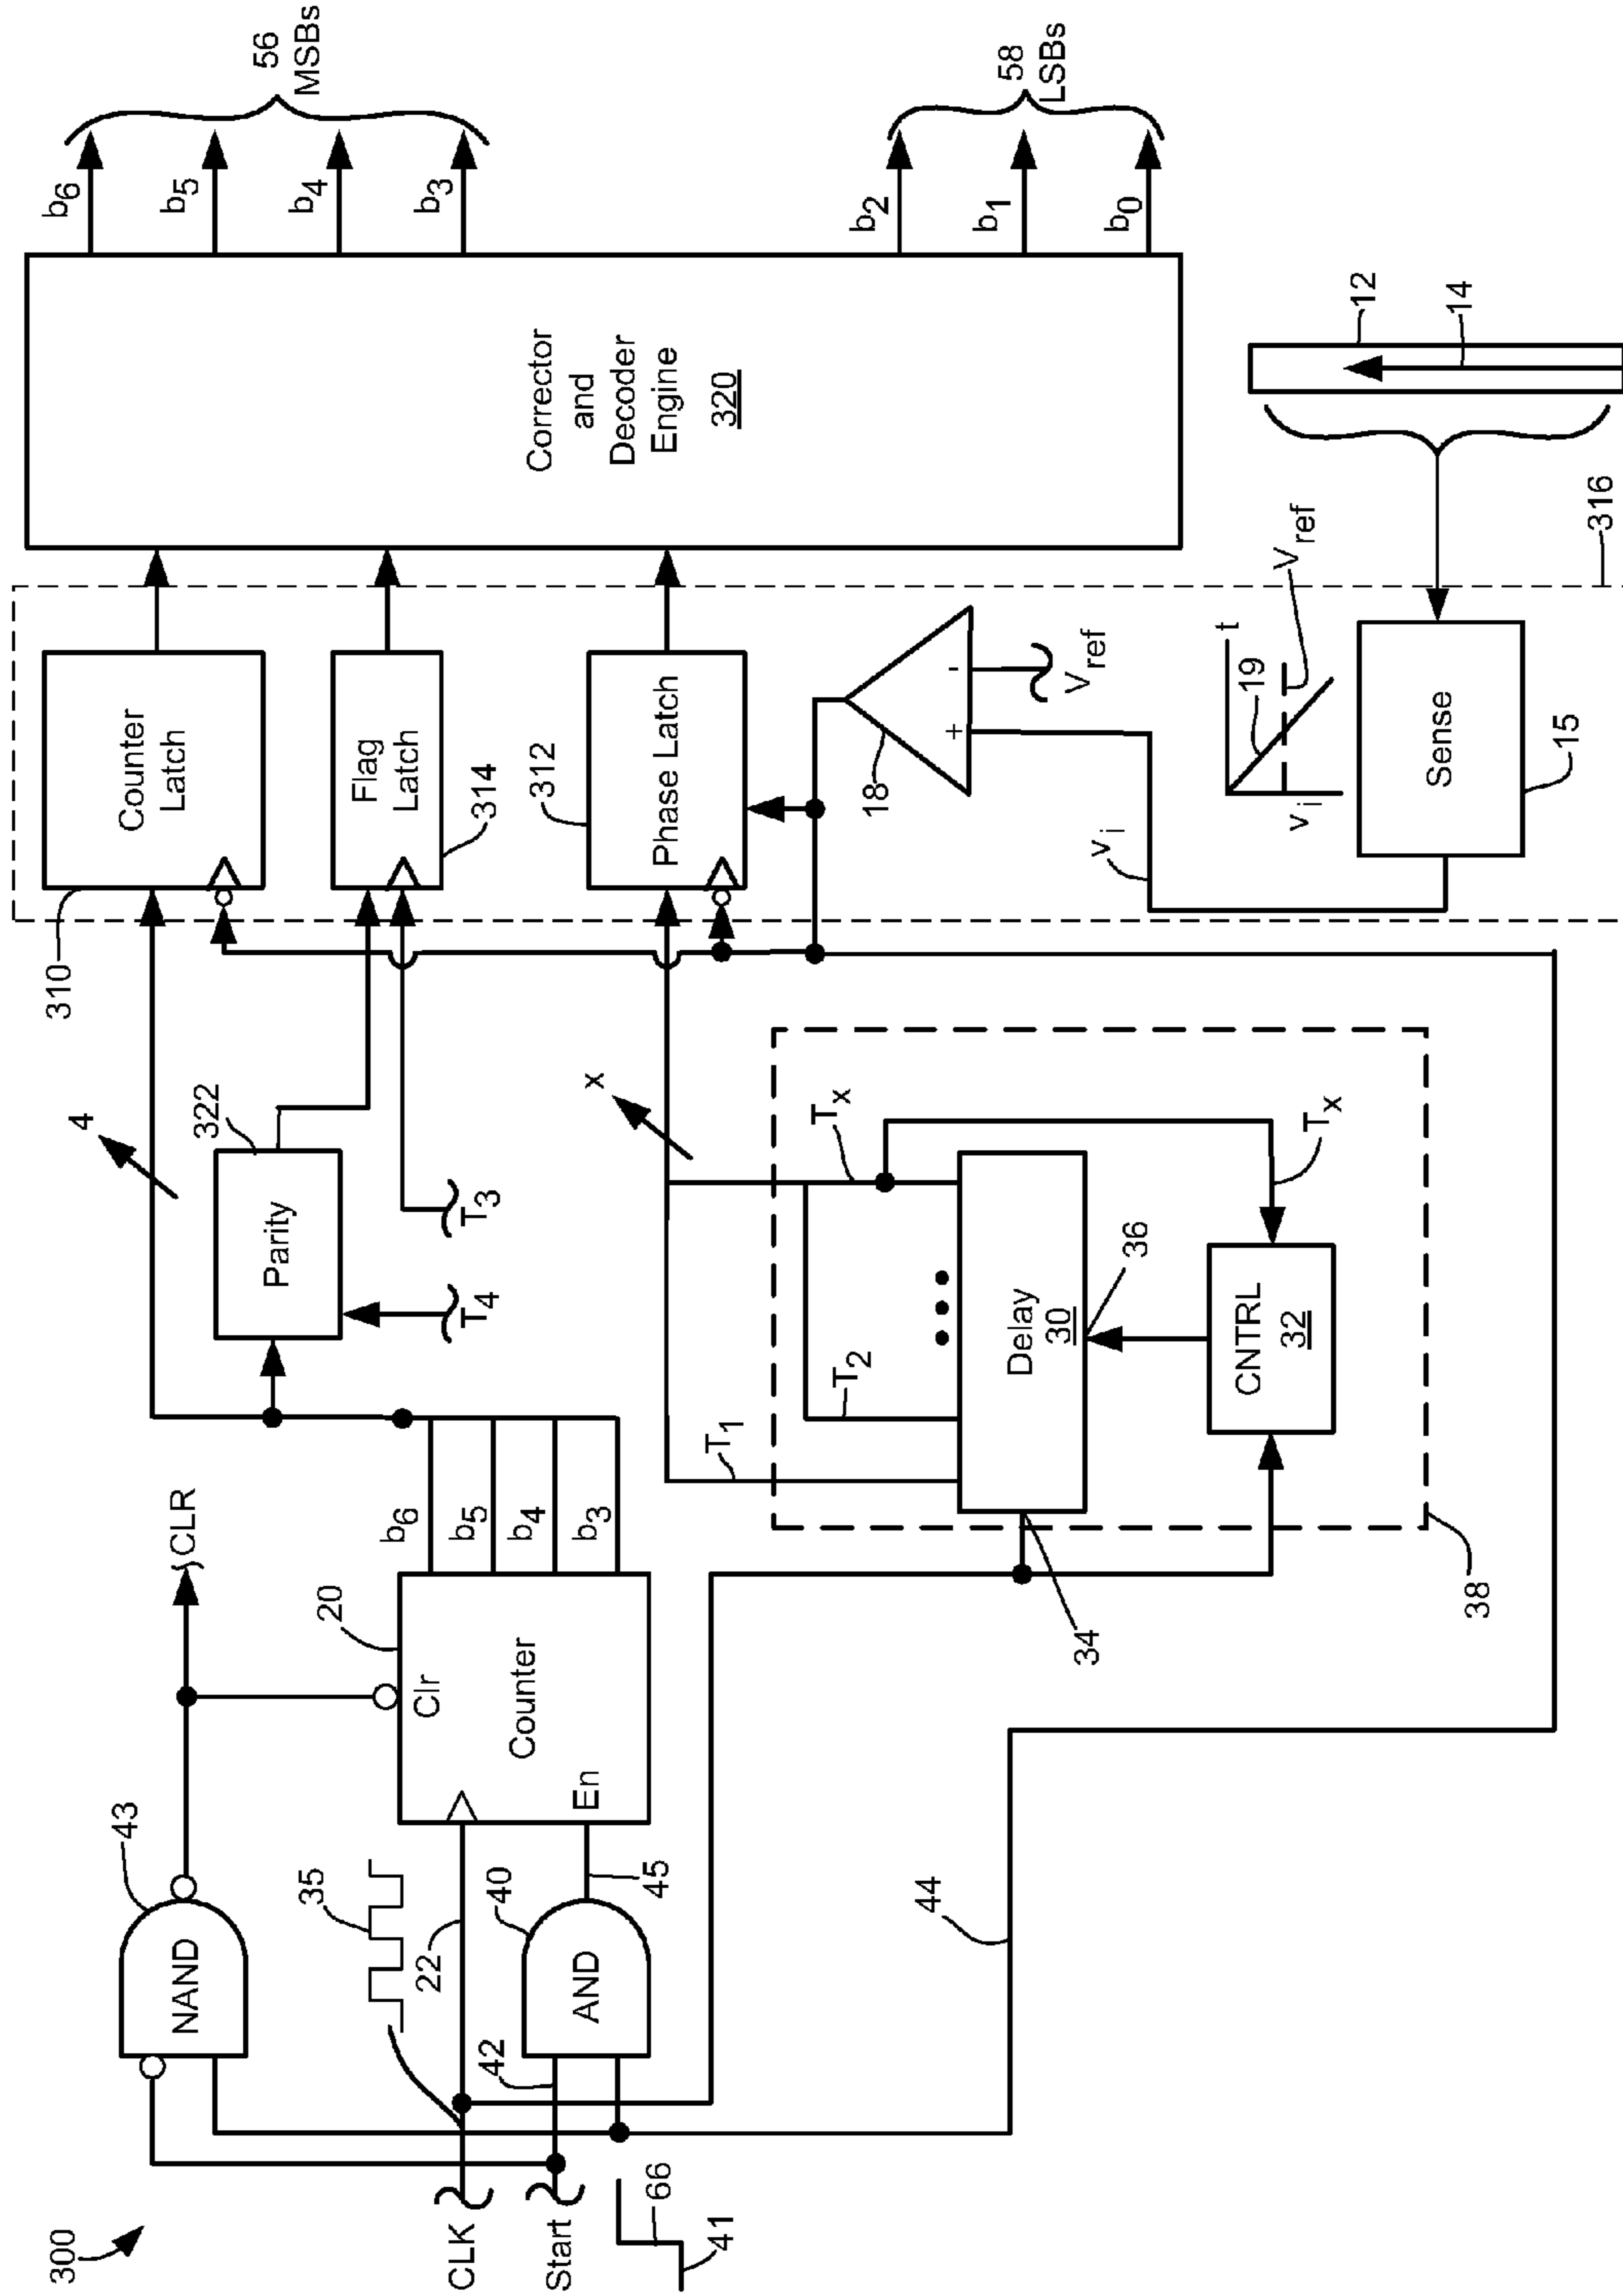 300
CLK
Start
41
66
42
22
35
NAND
43
AND
40
45
44
CLR
20
Clr
Counter
En
b6
b5
b4
b3
4
Parity
322
T4
T3
x
T1
T2
Tx
Delay
30
34
36
CNTRL
32
Tx
38
310
Counter
Latch
Flag
Latch
314
312
Phase Latch
18
+
-
Vref
vi
19
t
vi
Vref
Sense
15
316
12
14
Corrector
and
Decoder
Engine
320
b6
b5
b4
b3
56
MSBs
b2
b1
b0
58
LSBs